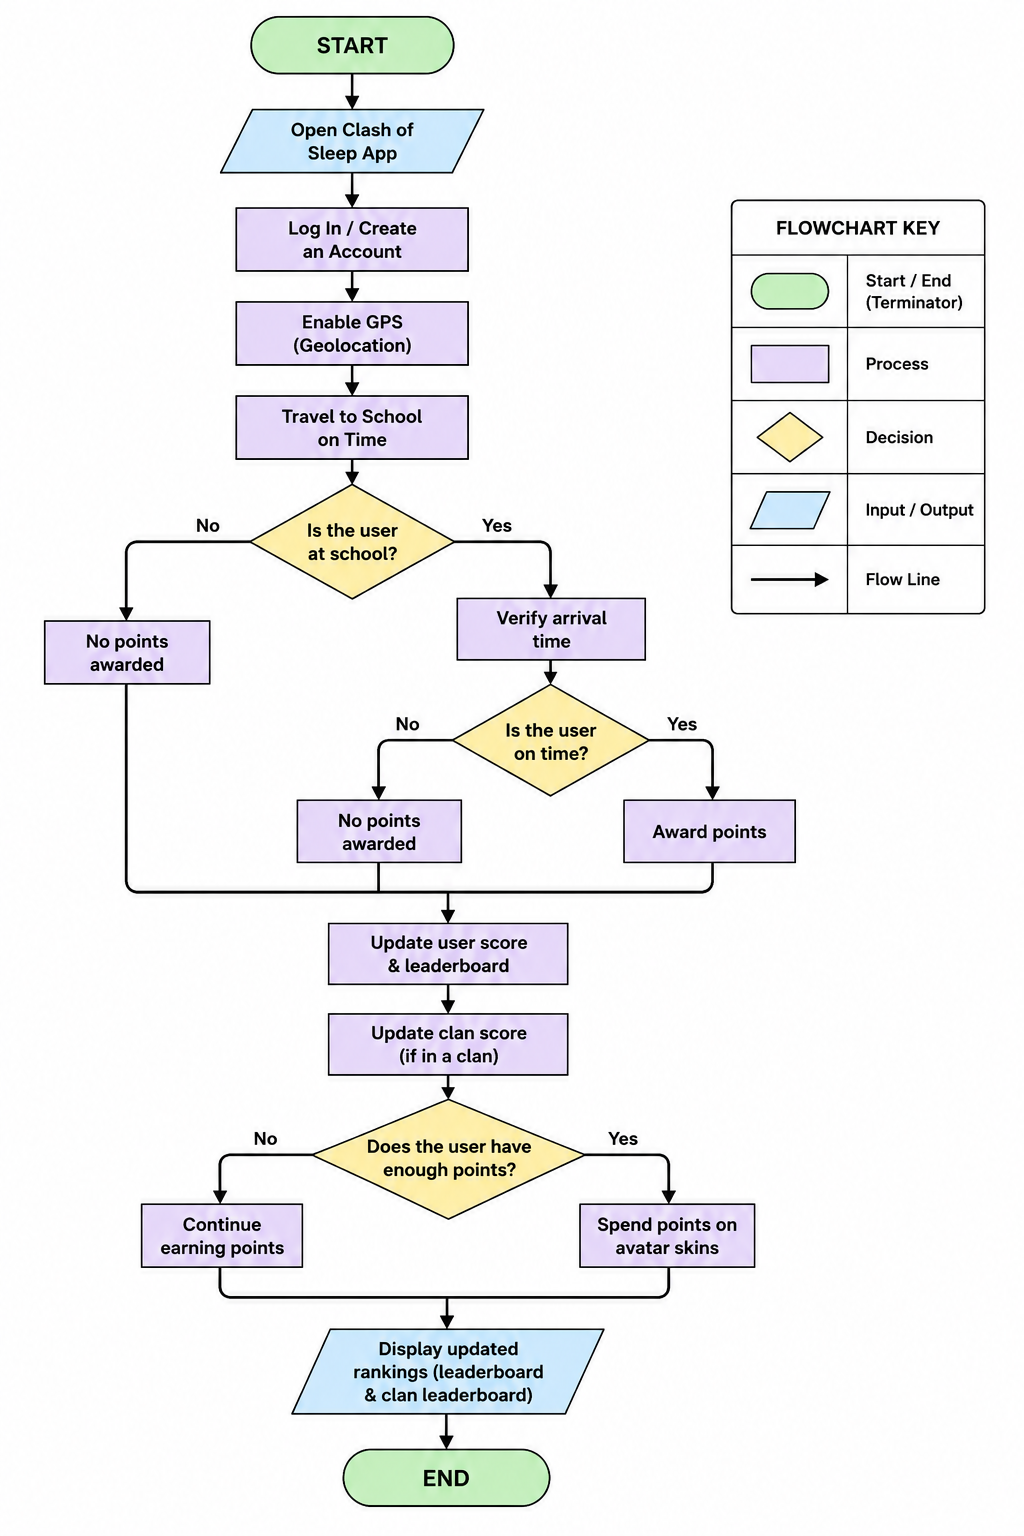 START
Open Clash of
Sleep App
Log In / Create
an Account
Enable GPS
(Geolocation)
Travel to School
on Time
Is the user
at school?
No
Yes
No points
awarded
Verify arrival
time
Is the user
on time?
No
Yes
No points
awarded
Award points
Update user score
& leaderboard
Update clan score
(if in a clan)
Does the user have
enough points?
No
Yes
Continue
earning points
Spend points on
avatar skins
Display updated
rankings (leaderboard
& clan leaderboard)
END
FLOWCHART KEY
Start / End
(Terminator)
Process
Decision
Input / Output
Flow Line